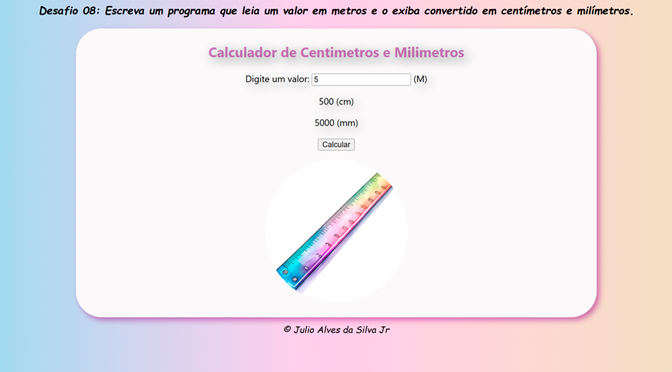 Desafio 08: Escreva um programa que leia um valor em metros e o exiba convertido em centímetros e milímetros.
Calculador de Centimetros e Milimetros
Digite um valor: 5 (M)
500 (cm)
5000 (mm)
Calcular
© Julio Alves da Silva Jr